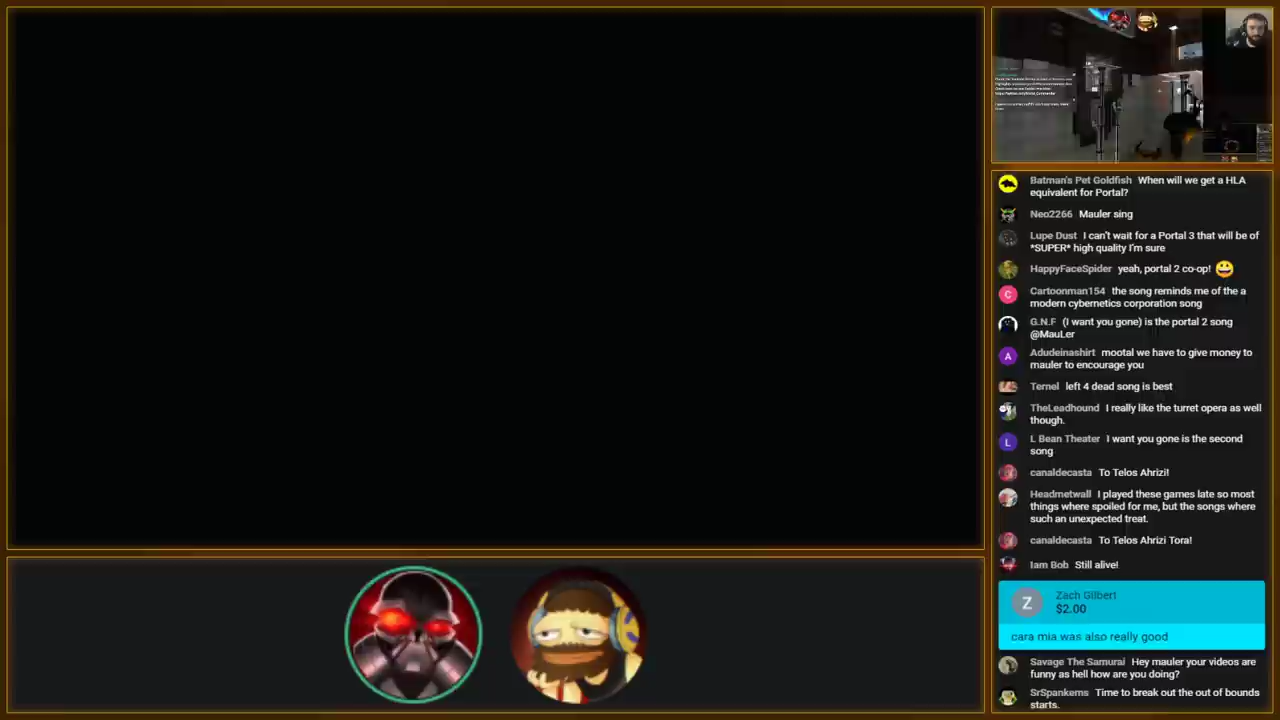 Batman's Pet Goldfish When will we get a HLA
equivalent for Portal?
Neo2266 Mauler sing
Lupe Dust I can't wait for a Portal 3 that will be of
*SUPER* high quality I'm sure
HappyFaceSpider yeah, portal 2 co-op!
C
Cartoonman154 the song reminds me of the a
modern cybernetics corporation song
G.N.F (I want you gone) is the portal 2 song
@MauLer
A
Adudeinashirt mootal we have to give money to
mauler to encourage you
Ternel left 4 dead song is best
TheLeadhound I really like the turret opera as well
though.
L
L Bean Theater I want you gone is the second
song
canaldecasta To Telos Ahrizi!
Headmetwall I played these games late so most
things where spoiled for me, but the songs where
such an unexpected treat.
canaldecasta To Telos Ahrizi Tora!
Iam Bob Still alive!
Z
Zach Gilbert
$2.00
cara mia was also really good
Savage The Samurai Hey mauler your videos are
funny as hell how are you doing?
SrSpankems Time to break out the out of bounds
starts.